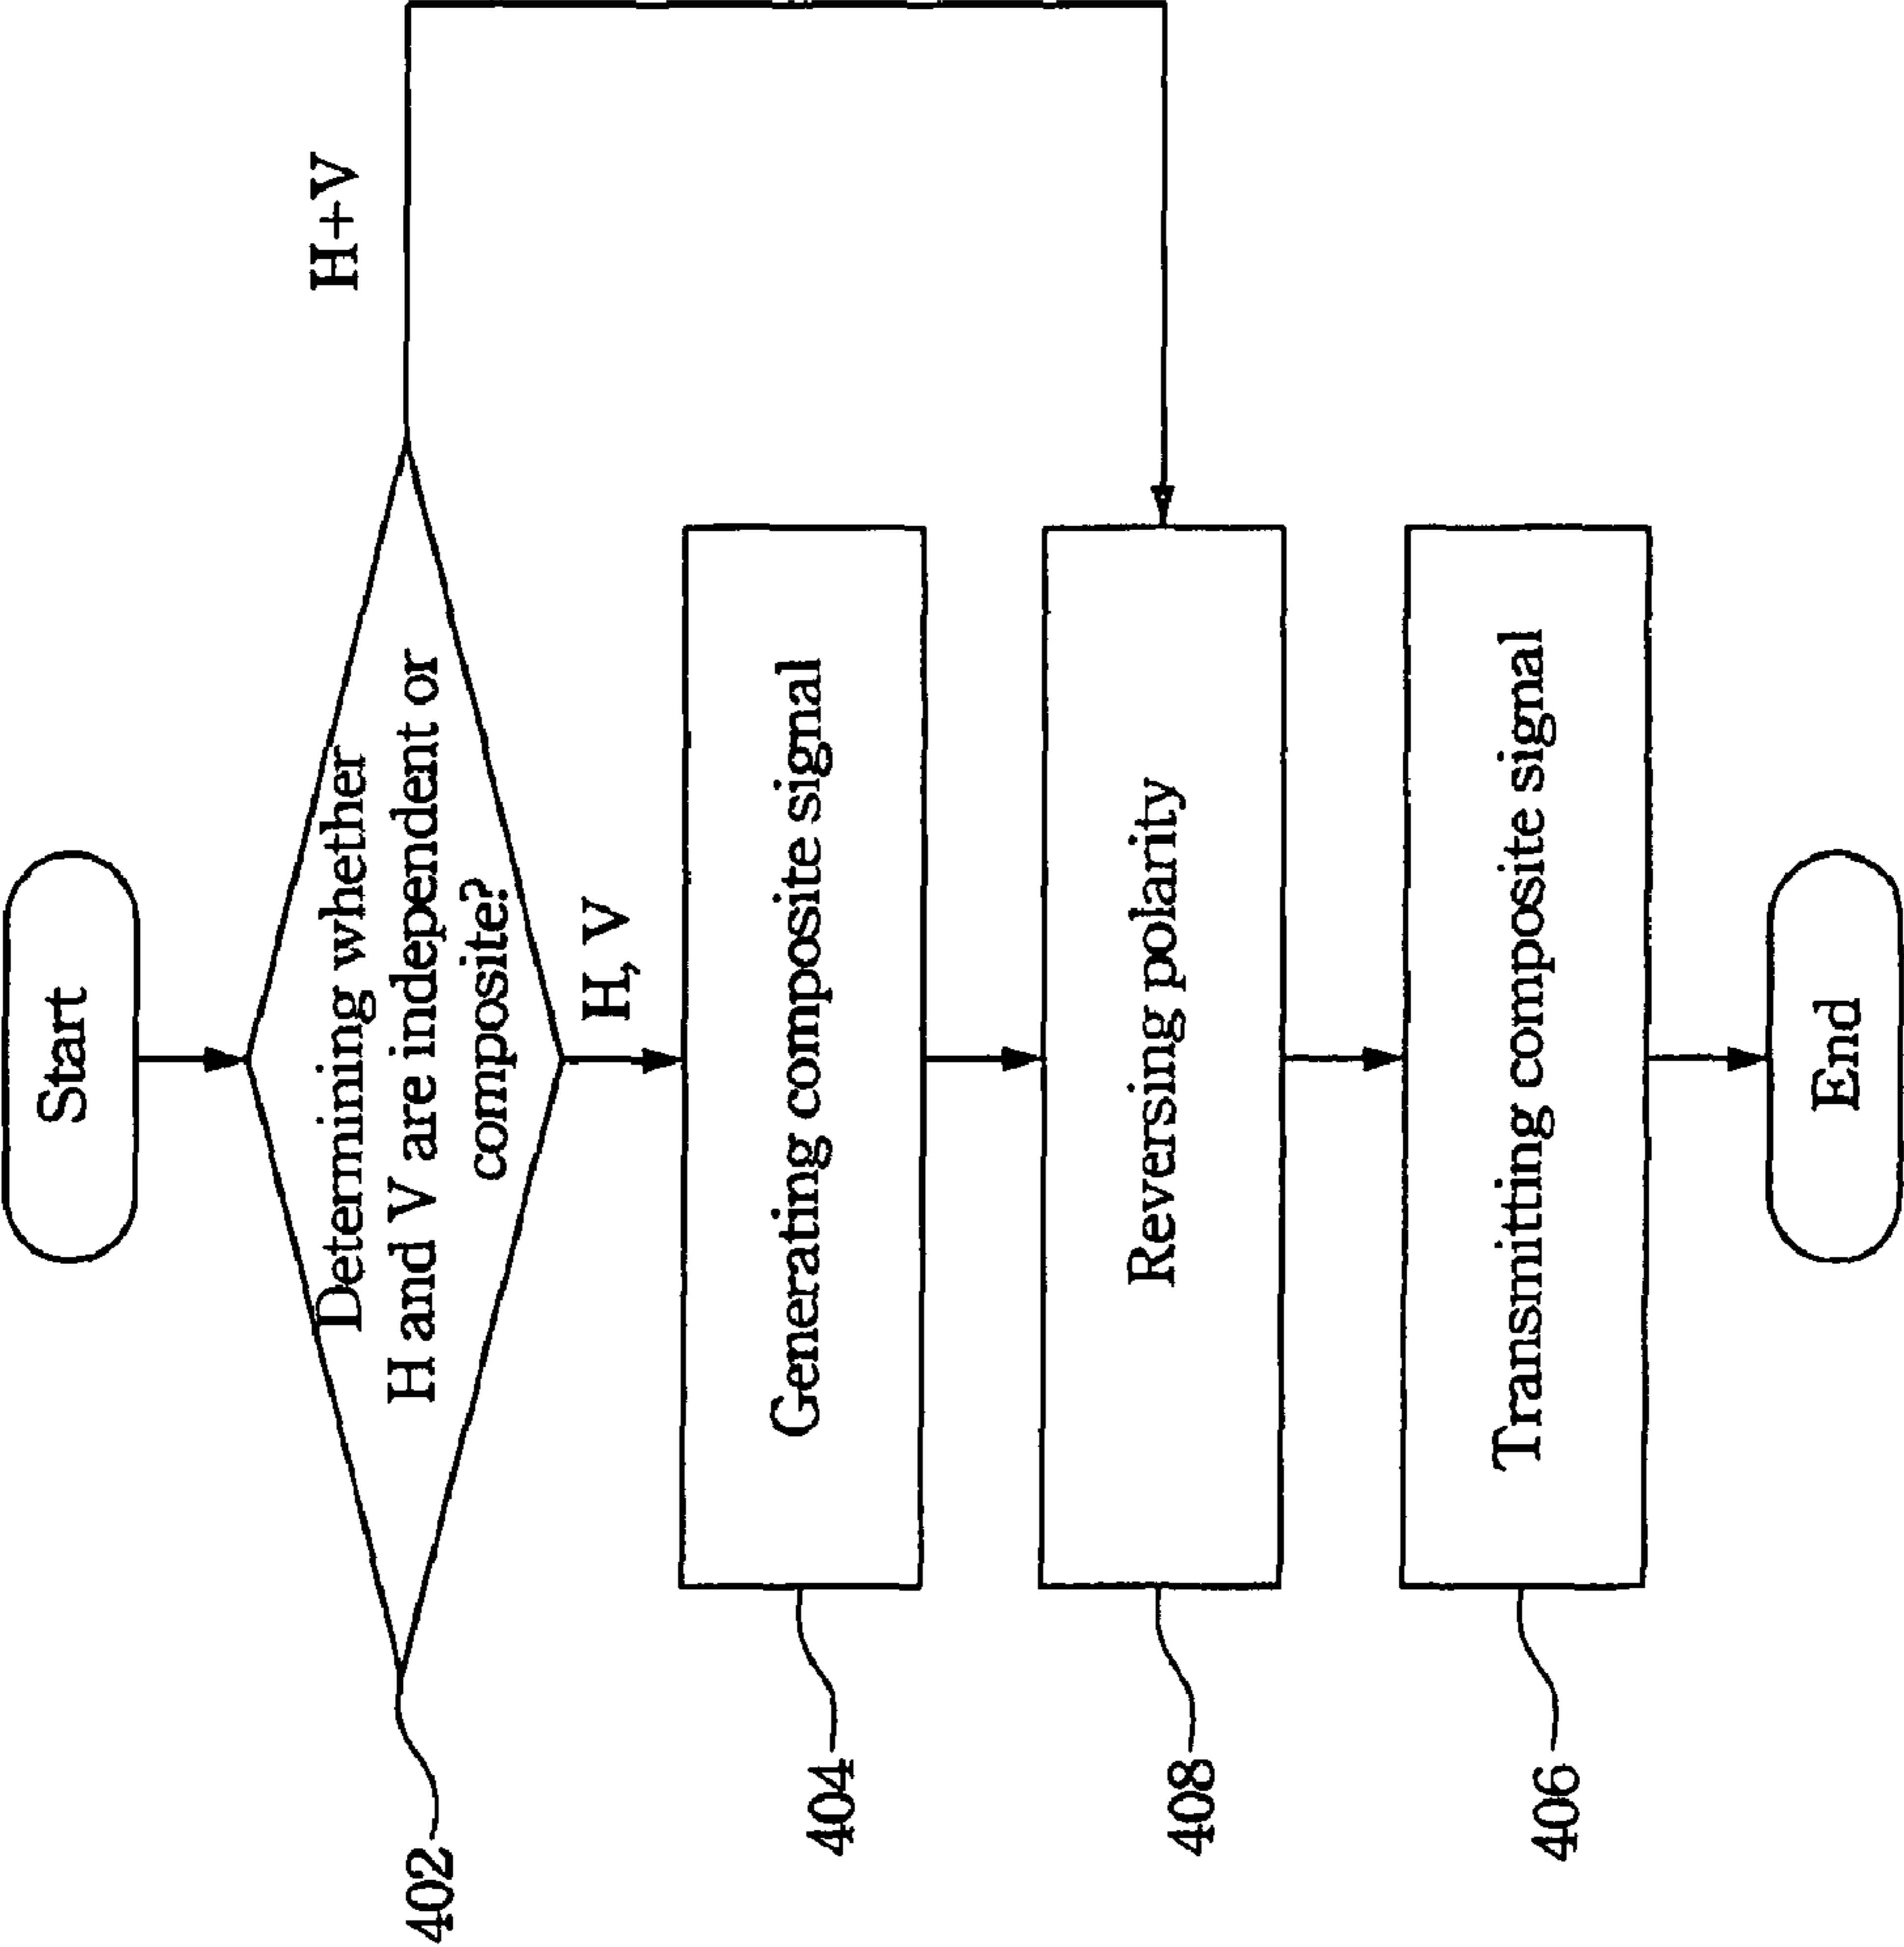 Start
Determining whether
H and V are independent or
composite?
402
H+V
H, V
Generating composite signal
404
Reversing polarity
408
Transmitting composite signal
406
End